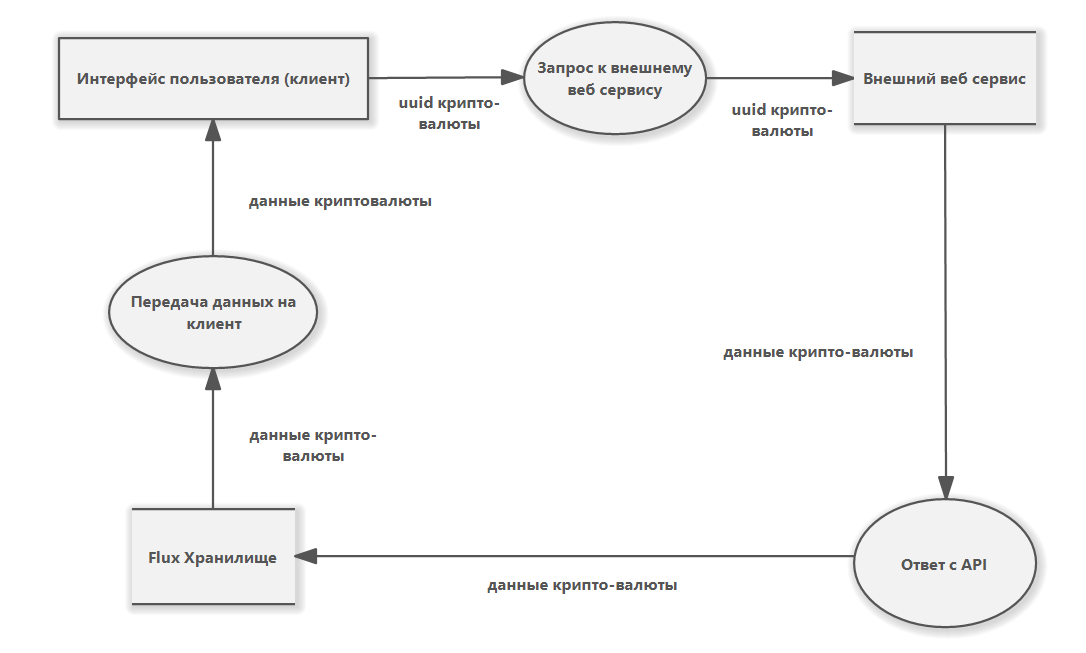 Интерфейс пользователя (клиент)
uuid крипто-
валюты
Запрос к внешнему
веб сервису
uuid крипто-
валюты
Внешний веб сервис
данные криптовалюты
Передача данных на
клиент
данные крипто-валюты
данные крипто-
валюты
Flux Хранилище
данные крипто-валюты
Ответ с API